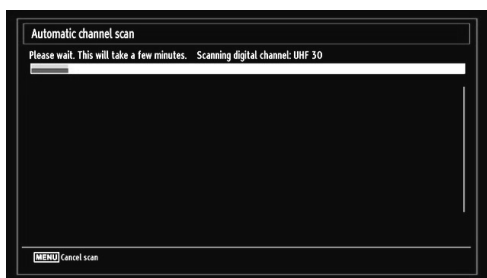 Automatic channel scan
Please wait. This will take a few minutes. Scanning digital channel: UHF 30
MENU Cancel scan